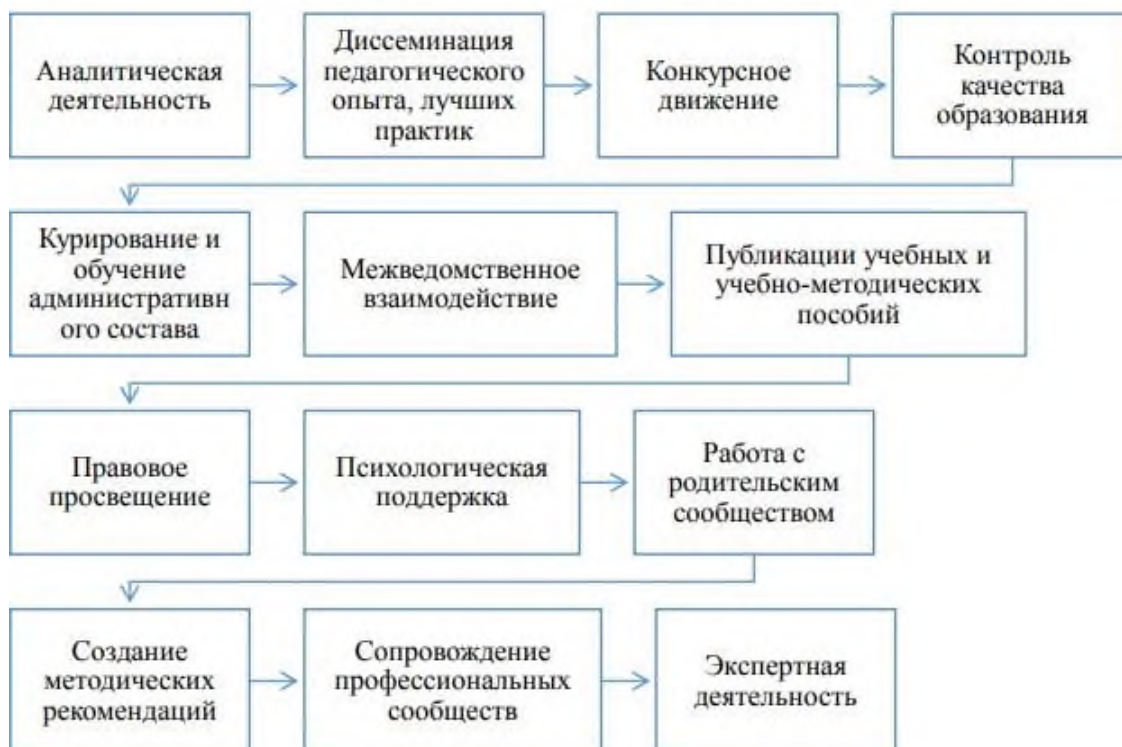 Аналитическая
деятельность
Диссеминация
педагогического
опыта, лучших
практик
Конкурсное
движение
Контроль
качества
образования
Курирование и
обучение
административн
ого состава
Межведомственное
взаимодействие
Публикации учебных и
учебно-методических
пособий
Правовое
просвещение
Психологическая
поддержка
Работа с
родительским
сообществом
Создание
методических
рекомендаций
Сопровождение
профессиональных
сообществ
Экспертная
деятельность